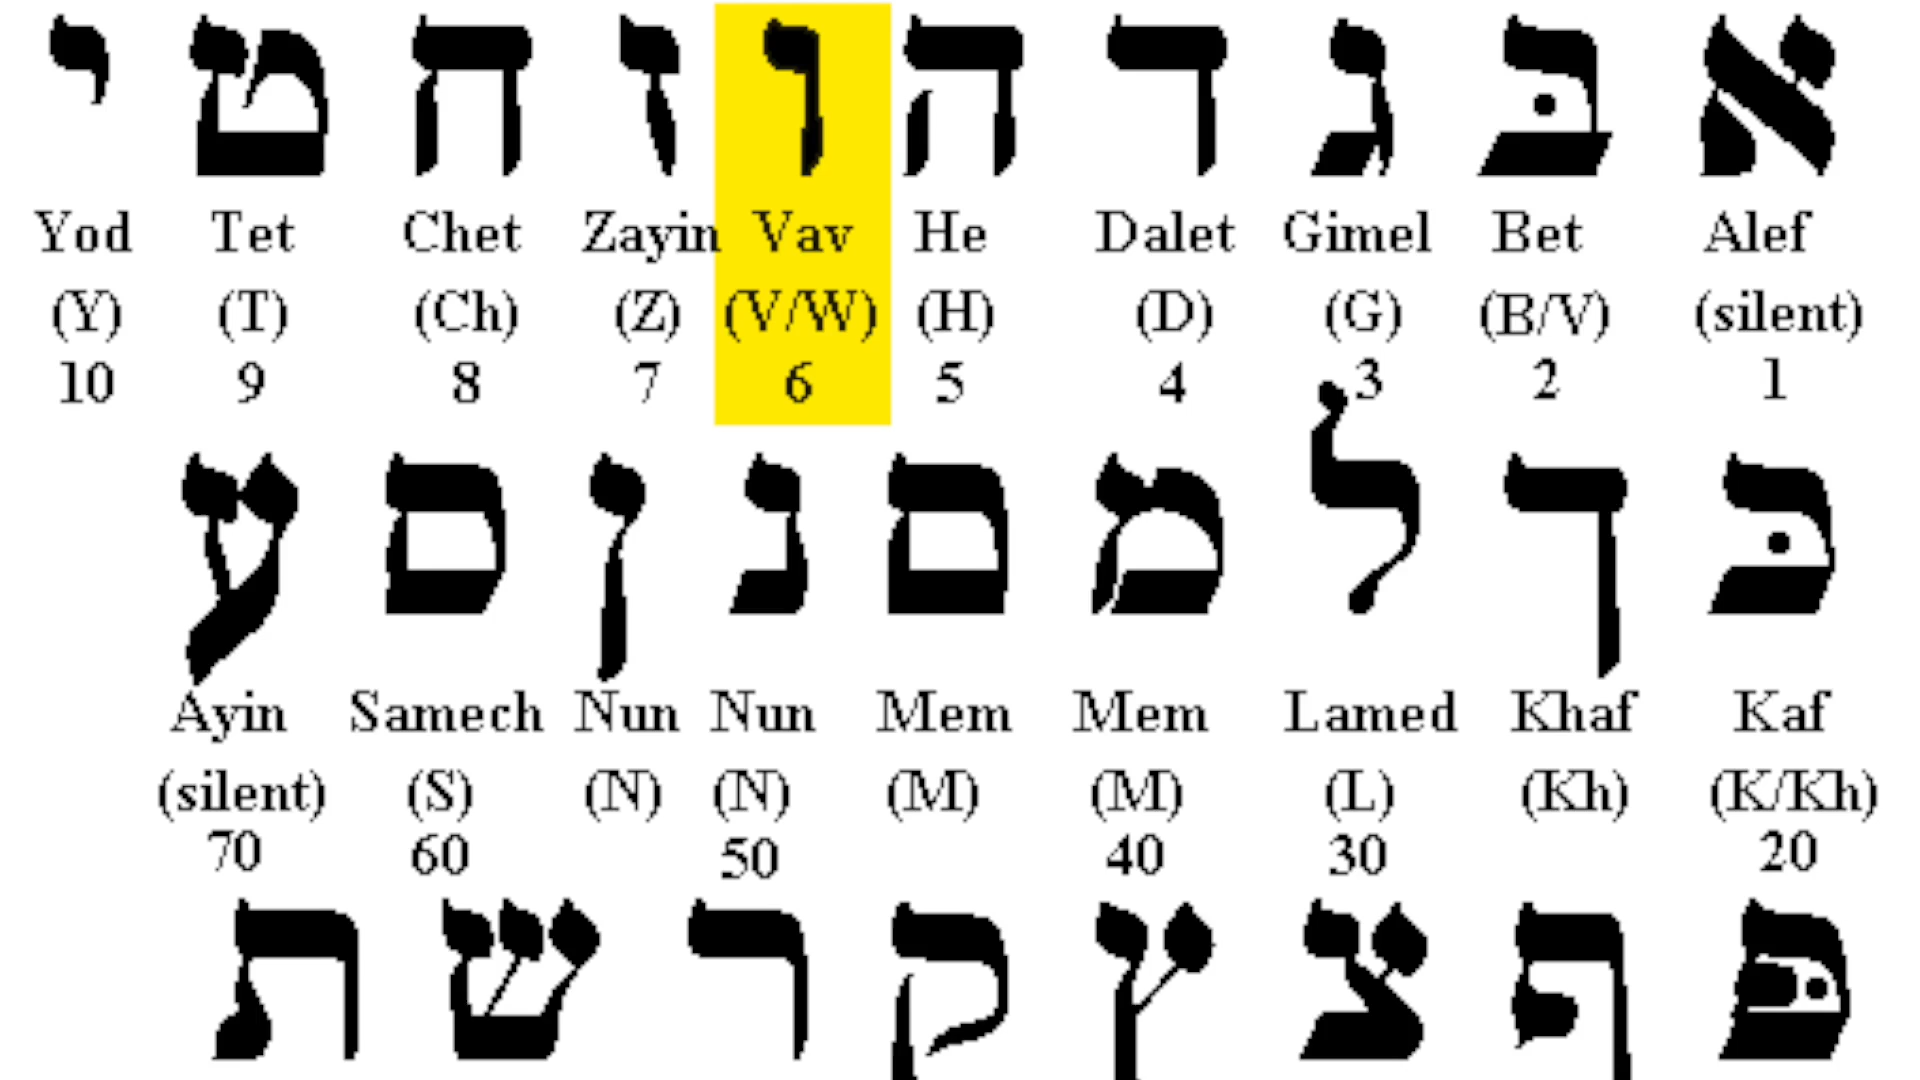 א בּ ג ד ה ו ז ח ט י
Yod Tet Chet Zayin Vav He Dalet Gimel Bet Alef
(Y) (T) (Ch) (Z) (V/W) (H) (D) (G) (B/V) (silent)
10 9 8 7 6 5 4 3 2 1
כּ ך ל מ ם נ ן ס ע
Ayin Samech Nun Nun Mem Mem Lamed Khaf Kaf
(silent) (S) (N) (N) (M) (M) (L) (Kh) (K/Kh)
70 60 50 40 30 20
פּ ף צ ץ ק ר ש ת